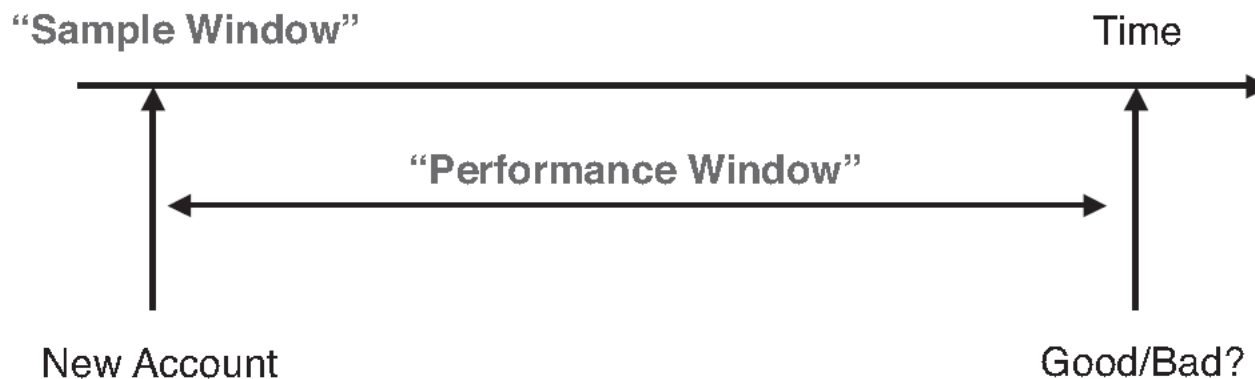 “Sample Window”
Time
“Performance Window”
New Account
Good/Bad?